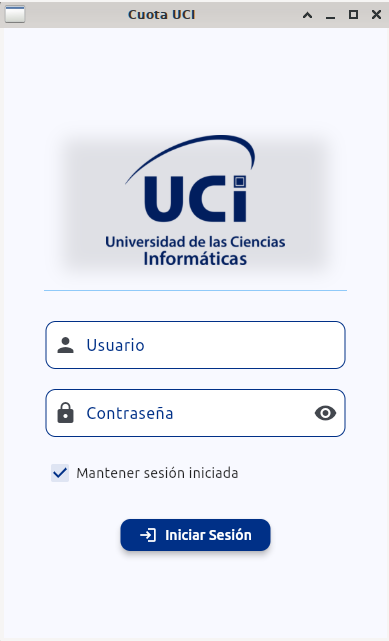 Cuota UCI
UCi
Universidad de las Ciencias
Informáticas
Usuario
Contraseña
Mantener sesión iniciada
Iniciar Sesión